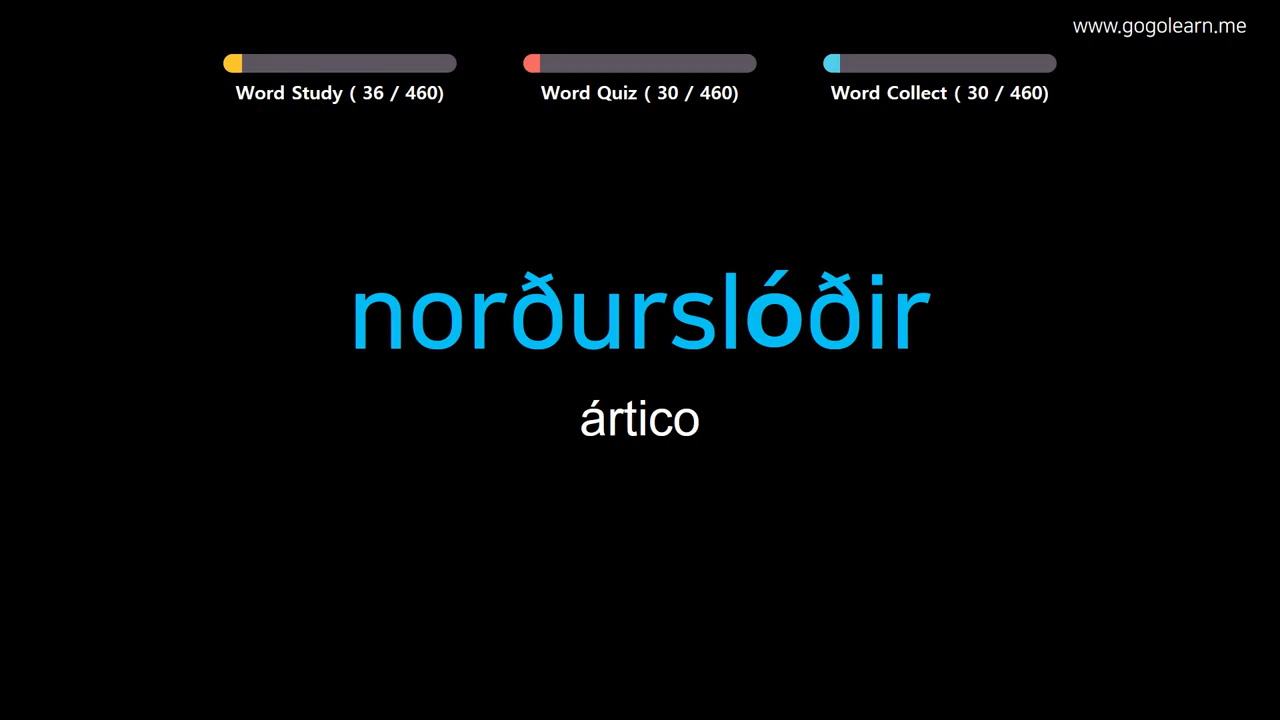 www.gogolearn.me
Word Study ( 36 / 460)
Word Quiz ( 30 / 460)
Word Collect ( 30 / 460)
norðurslóðir
ártico